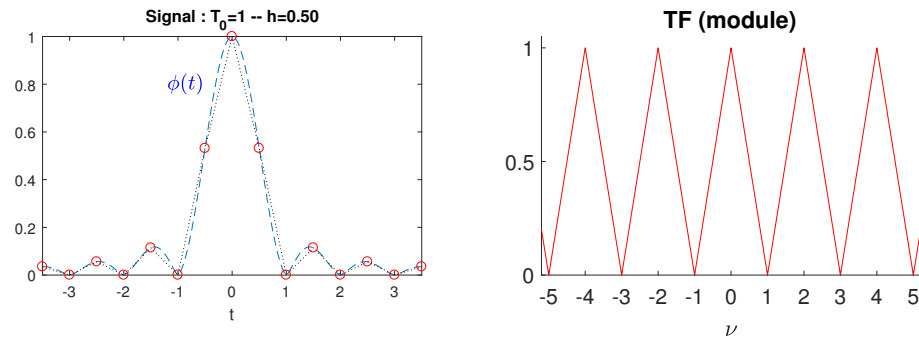 Signal : T₀=1 -- h=0.50
1
0.8
0.6
0.4
0.2
0
ϕ(t)
-3 -2 -1 0 1 2 3
t
TF (module)
1
0.5
0
-5 -4 -3 -2 -1 0 1 2 3 4 5
ν